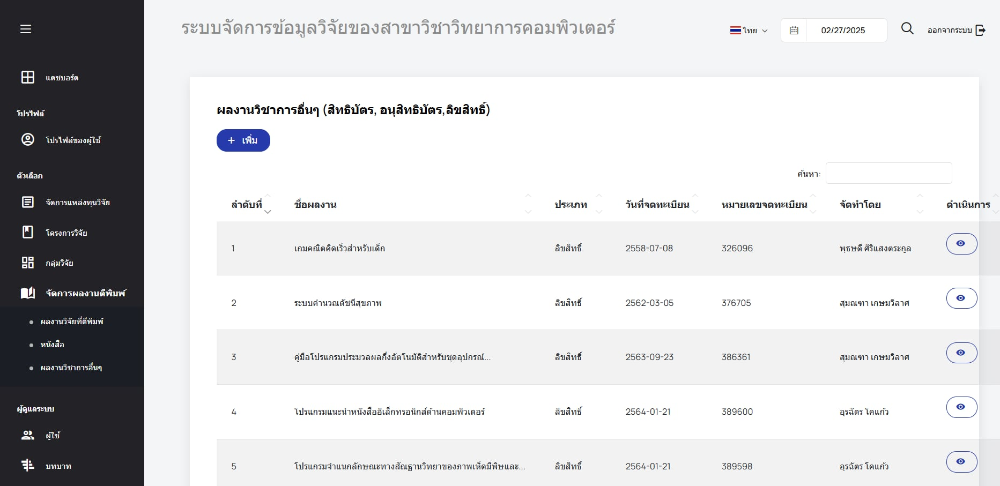 ระบบจัดการข้อมูลวิจัยของสาขาวิชาวิทยาการคอมพิวเตอร์
ไทย
02/27/2025
ออกจากระบบ
แดชบอร์ด
โปรไฟล์
โปรไฟล์ของผู้ใช้
ตัวเลือก
จัดการแหล่งทุนวิจัย
โครงการวิจัย
กลุ่มวิจัย
จัดการผลงานตีพิมพ์
ผลงานวิจัยที่ตีพิมพ์
หนังสือ
ผลงานวิชาการอื่นๆ
ผู้ดูแลระบบ
ผู้ใช้
บทบาท
ผลงานวิชาการอื่นๆ (สิทธิบัตร, อนุสิทธิบัตร,ลิขสิทธิ์)
+ เพิ่ม
ค้นหา:
ลำดับที่ ชื่อผลงาน ประเภท วันที่จดทะเบียน หมายเลขจดทะเบียน จัดทำโดย ดำเนินการ
1 เกมคณิตคิดเร็วสำหรับเด็ก ลิขสิทธิ์ 2558-07-08 326096 พุธษดี ศิริแสงตระกูล
2 ระบบคำนวณดัชนีสุขภาพ ลิขสิทธิ์ 2562-03-05 376705 สุมณฑา เกษมวิลาศ
3 คู่มือโปรแกรมประมวลผลกึ่งอัตโนมัติสำหรับชุดอุปกรณ์... ลิขสิทธิ์ 2563-09-23 386361 สุมณฑา เกษมวิลาศ
4 โปรแกรมแนะนำหนังสืออิเล็กทรอนิกส์ด้านคอมพิวเตอร์ ลิขสิทธิ์ 2564-01-21 389600 อุรฉัตร โคแก้ว
5 โปรแกรมจำแนกลักษณะทางสัณฐานวิทยาของภาพเห็ดมีพิษและ... ลิขสิทธิ์ 2564-01-21 389598 อุรฉัตร โคแก้ว